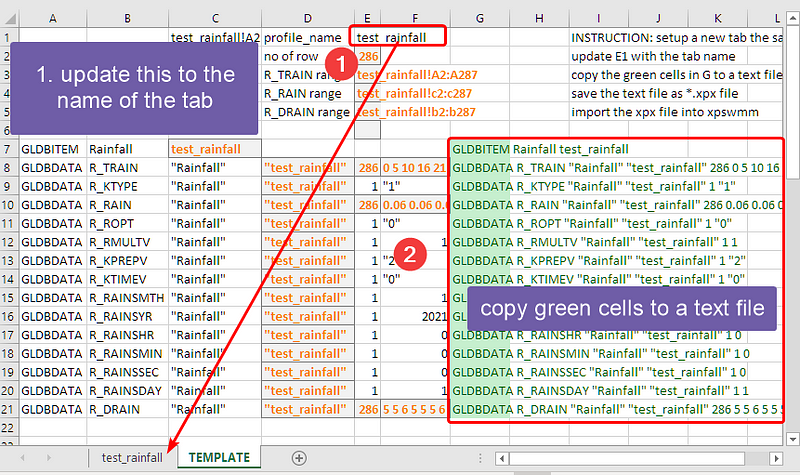 A B C D E F G H I J K L
1 test_rainfall!A2 profile_name test_rainfall INSTRUCTION: setup a new tab the sa
2 no of row 286 update E1 with the tab name
3 R_TRAIN range test_rainfall!A2:A287 copy the green cells in G to a text file
4 R_RAIN range test_rainfall!c2:c287 save the text file as *.xpx file
5 R_DRAIN range test_rainfall!b2:b287 import the xpx file into xpswmm
6
1. update this to the
name of the tab
1
7 GLDBITEM Rainfall test_rainfall GLDBITEM Rainfall test_rainfall
8 GLDBDATA R_TRAIN "Rainfall" "test_rainfall" 286 0 5 10 16 21 GLDBDATA R_TRAIN "Rainfall" "test_rainfall" 286 0 5 10 16
9 GLDBDATA R_KTYPE "Rainfall" "test_rainfall" 1 "1" GLDBDATA R_KTYPE "Rainfall" "test_rainfall" 1 "1"
10 GLDBDATA R_RAIN "Rainfall" "test_rainfall" 286 0.06 0.06 0.0 GLDBDATA R_RAIN "Rainfall" "test_rainfall" 286 0.06 0.06 0
11 GLDBDATA R_ROPT "Rainfall" "test_rainfall" 1 "0" GLDBDATA R_ROPT "Rainfall" "test_rainfall" 1 "0"
12 GLDBDATA R_RMULTV "Rainfall" "test_rainfall" 1 1 GLDBDATA R_RMULTV "Rainfall" "test_rainfall" 1 1
13 GLDBDATA R_KPREPV "Rainfall" "test_rainfall" 1 "2 GLDBDATA R_KPREPV "Rainfall" "test_rainfall" 1 "2"
14 GLDBDATA R_KTIMEV "Rainfall" "test_rainfall" 1 "0" GLDBDATA R_KTIMEV "Rainfall" "test_rainfall" 1 "0"
2
15 GLDBDATA R_RAINSMTH "Rainfall" "test_rainfall" 1 1
16 GLDBDATA R_RAINSYR "Rainfall" "test_rainfall" 1 2021
copy green cells to a text file
17 GLDBDATA R_RAINSHR "Rainfall" "test_rainfall" 1 0 GLDBDATA R_RAINSHR "Rainfall" "test_rainfall" 1 0
18 GLDBDATA R_RAINSMIN "Rainfall" "test_rainfall" 1 0 GLDBDATA R_RAINSMIN "Rainfall" "test_rainfall" 1 0
19 GLDBDATA R_RAINSSEC "Rainfall" "test_rainfall" 1 0 GLDBDATA R_RAINSSEC "Rainfall" "test_rainfall" 1 0
20 GLDBDATA R_RAINSDAY "Rainfall" "test_rainfall" 1 1 GLDBDATA R_RAINSDAY "Rainfall" "test_rainfall" 1 1
21 GLDBDATA R_DRAIN "Rainfall" "test_rainfall" 286 5 5 6 5 5 5 6 GLDBDATA R_DRAIN "Rainfall" "test_rainfall" 286 5 5 6 5 5
22
test_rainfall TEMPLATE